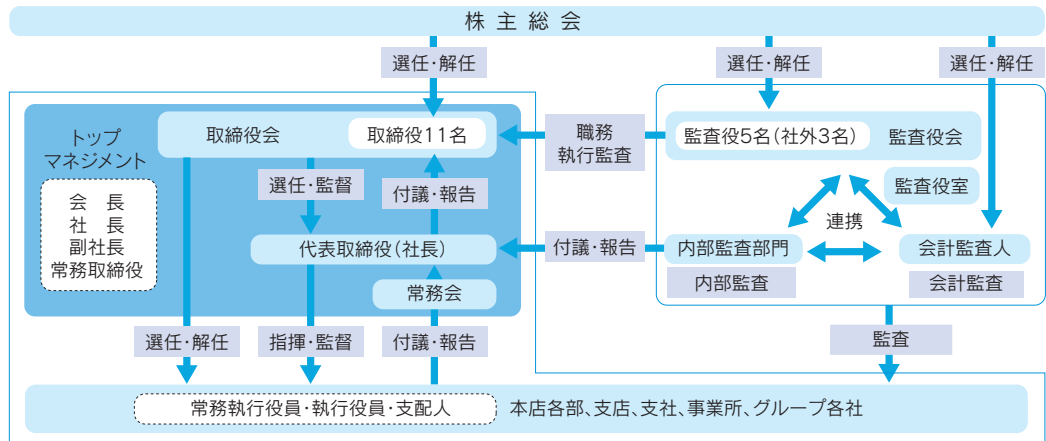 株主総会
選任・解任
選任・解任
選任・解任
トップ
マネジメント
会 長
社 長
副社長
常務取締役
取締役会
取締役11名
職務
執行監査
監査役5名(社外3名)
監査役会
選任・監督
付議・報告
監査役室
連携
代表取締役(社長)
付議・報告
内部監査部門
会計監査人
常務会
内部監査
会計監査
選任・解任
指揮・監督
付議・報告
監査
常務執行役員・執行役員・支配人
本店各部、支店、支社、事業所、グループ各社